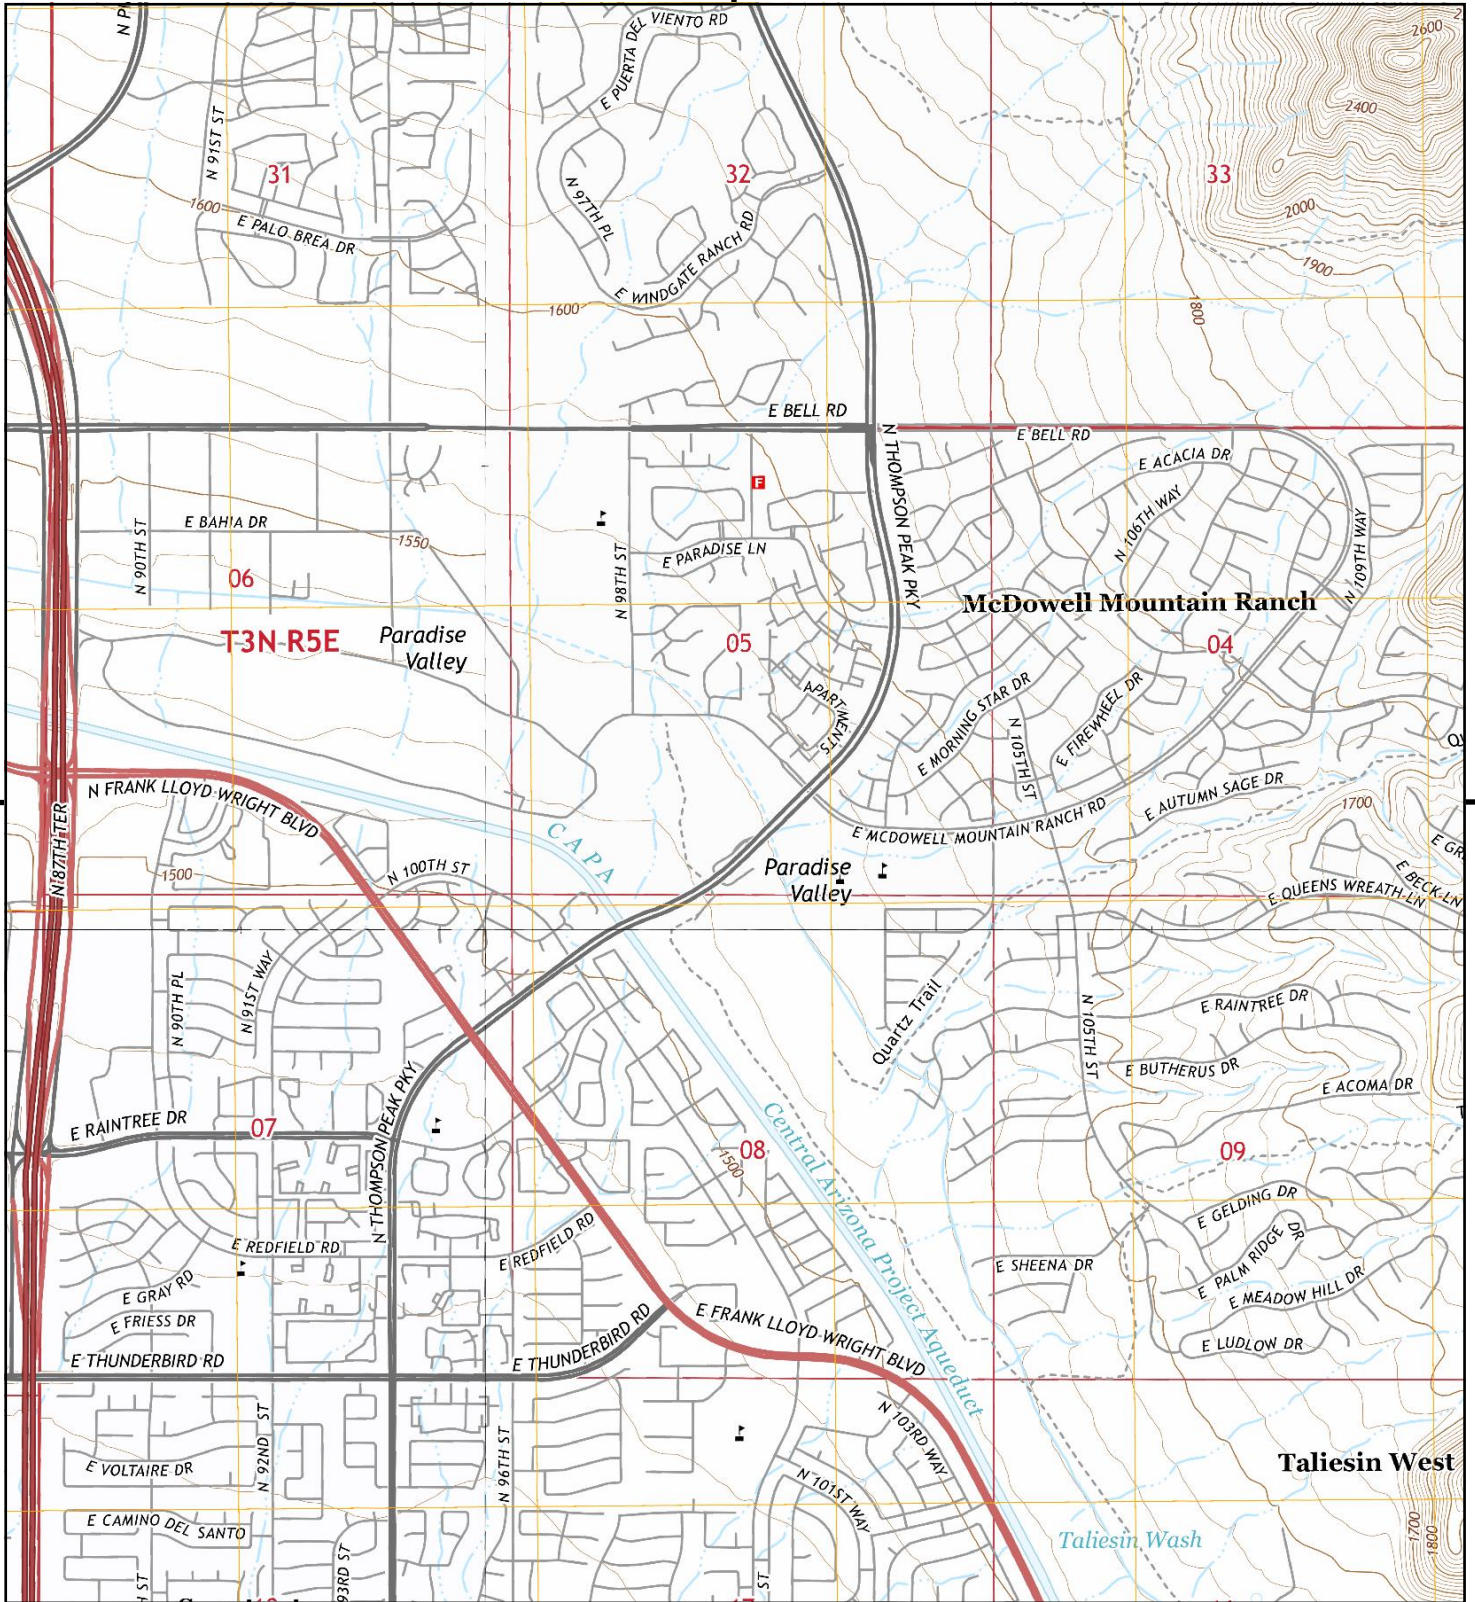 E PUERTA DEL VIENTO RD
2600
2400
N 91ST ST
31
32
33
N 97TH PL
1600
E PALO BREA DR
2000
1900
E WINDGATE RANCH RD
1600
1800
E BELL RD
E BELL RD
N THOMPSON PEAK PKY
E ACACIA DR
F
N 106TH WAY
E BAHIA DR
N 90TH ST
1550
E PARADISE LN
N 98TH ST
N 109TH WAY
06
McDowell Mountain Ranch
T3N R5E
Paradise
Valley
05
04
APARTMENTS
E MORNING STAR DR
N 105TH ST
E FIREWHEEL DR
N FRANK LLOYD WRIGHT BLVD
N 87TH TER
E AUTUMN SAGE DR
1700
E MCDOWELL MOUNTAIN RANCH RD
C A P A
1500
N 100TH ST
Paradise
Valley
E GR
E BECK LN
E QUEENS WREATH LN
N 91ST WAY
N 90TH PL
Quartz Trail
N 105TH ST
E RAINTREE DR
E BUTHERUS DR
E ACOMA DR
E RAINTREE DR
07
N THOMPSON PEAK PKY
08
1500
09
Central Arizona Project Aqueduct
E GELDING DR
E REDFIELD RD
E REDFIELD RD
E SHEENA DR
E PALM RIDGE DR
E MEADOW HILL DR
E GRAY RD
E FRIESS DR
E FRANK LLOYD WRIGHT BLVD
E LUDLOW DR
E THUNDERBIRD RD
E THUNDERBIRD RD
N 92ND ST
N 103RD WAY
N 96TH ST
E VOLTAIRE DR
Taliesin West
N 101ST WAY
E CAMINO DEL SANTO
Taliesin Wash
1700
1800
93RD ST
ST